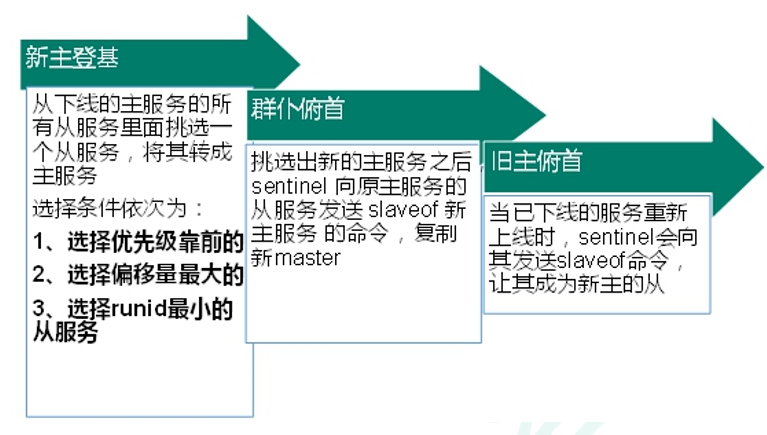 新主登基
从下线的主服务的所
有从服务里面挑选一
个从服务，将其转成
主服务
选择条件依次为：
1、选择优先级靠前的
2、选择偏移量最大的
3、选择runid最小的
从服务
群仆俯首
挑选出新的主服务之后，
sentinel 向原主服务的
从服务发送 slaveof 新
主服务 的命令，复制
新master
旧主俯首
当已下线的服务重新
上线时，sentinel会向
其发送slaveof命令，
让其成为新主的从